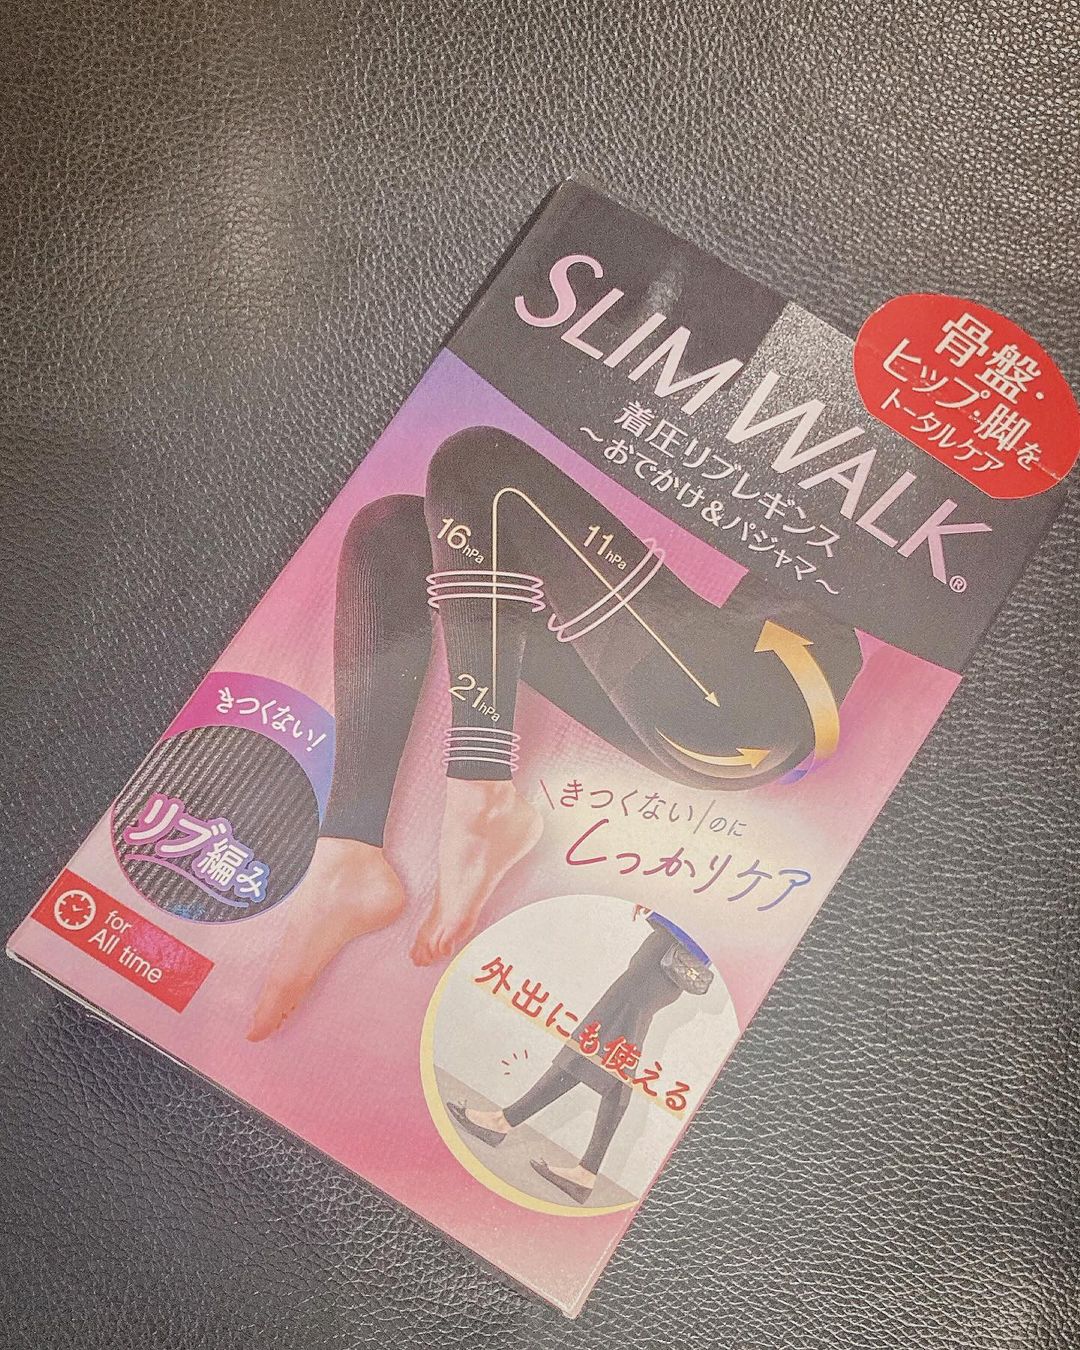 SLIMWALK®
着圧リブレギンス
～おでかけ&パジャマ～
骨盤・
ヒップ・脚を
トータルケア
16hPa
11hPa
21hPa
きつくない!
リブ編み
\きつくない/のに
しっかりケア
for
All time
外出にも使える